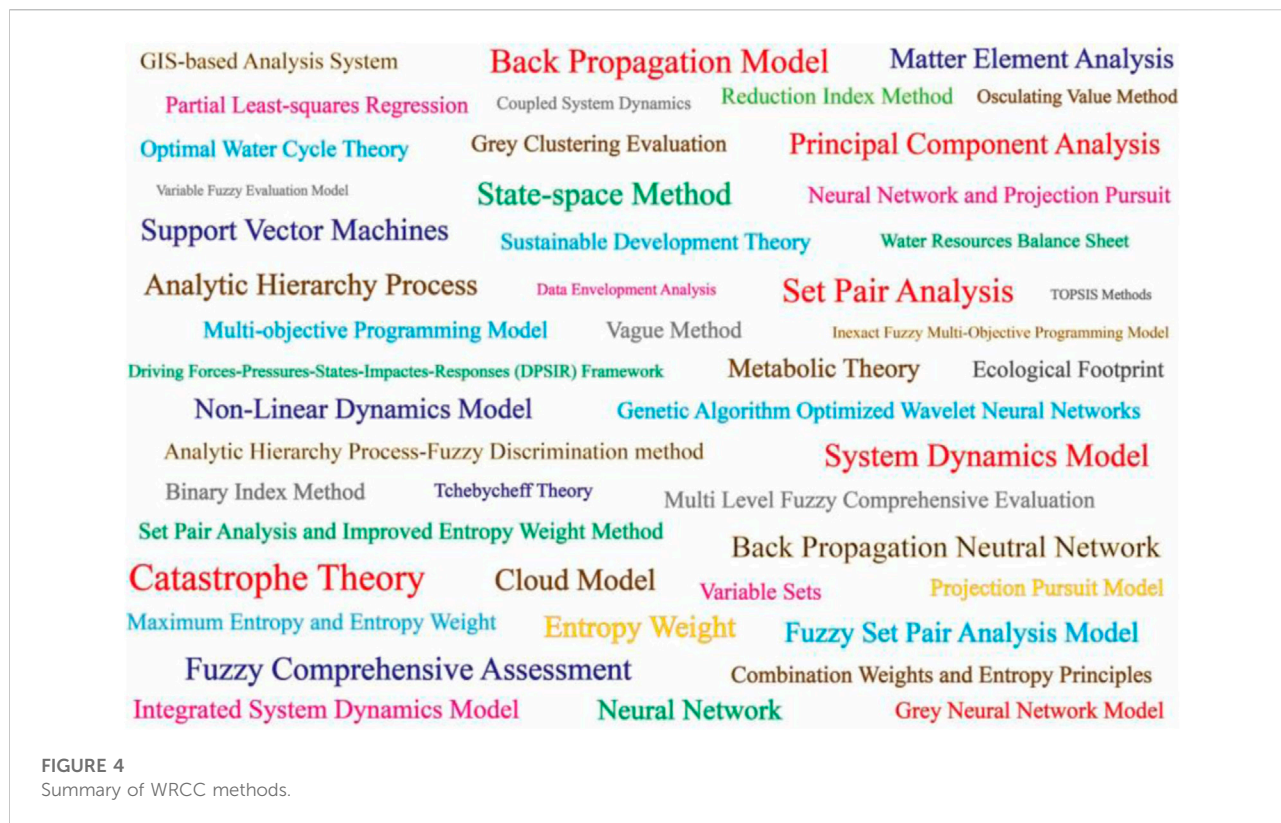 GIS-based Analysis System Back Propagation Model Matter Element Analysis
Partial Least-squares Regression Coupled System Dynamics Reduction Index Method Osculating Value Method
Optimal Water Cycle Theory Grey Clustering Evaluation Principal Component Analysis
Variable Fuzzy Evaluation Model State-space Method Neural Network and Projection Pursuit
Support Vector Machines Sustainable Development Theory Water Resources Balance Sheet
Analytic Hierarchy Process Data Envelopment Analysis Set Pair Analysis TOPSIS Methods
Multi-objective Programming Model Vague Method Inexact Fuzzy Multi-Objective Programming Model
Driving Forces-Pressures-States-Impactes-Responses (DPSIR) Framework Metabolic Theory Ecological Footprint
Non-Linear Dynamics Model Genetic Algorithm Optimized Wavelet Neural Networks
Analytic Hierarchy Process-Fuzzy Discrimination method System Dynamics Model
Binary Index Method Tchebycheff Theory Multi Level Fuzzy Comprehensive Evaluation
Set Pair Analysis and Improved Entropy Weight Method Back Propagation Neutral Network
Catastrophe Theory Cloud Model Variable Sets Projection Pursuit Model
Maximum Entropy and Entropy Weight Entropy Weight Fuzzy Set Pair Analysis Model
Fuzzy Comprehensive Assessment Combination Weights and Entropy Principles
Integrated System Dynamics Model Neural Network Grey Neural Network Model
FIGURE 4
Summary of WRCC methods.